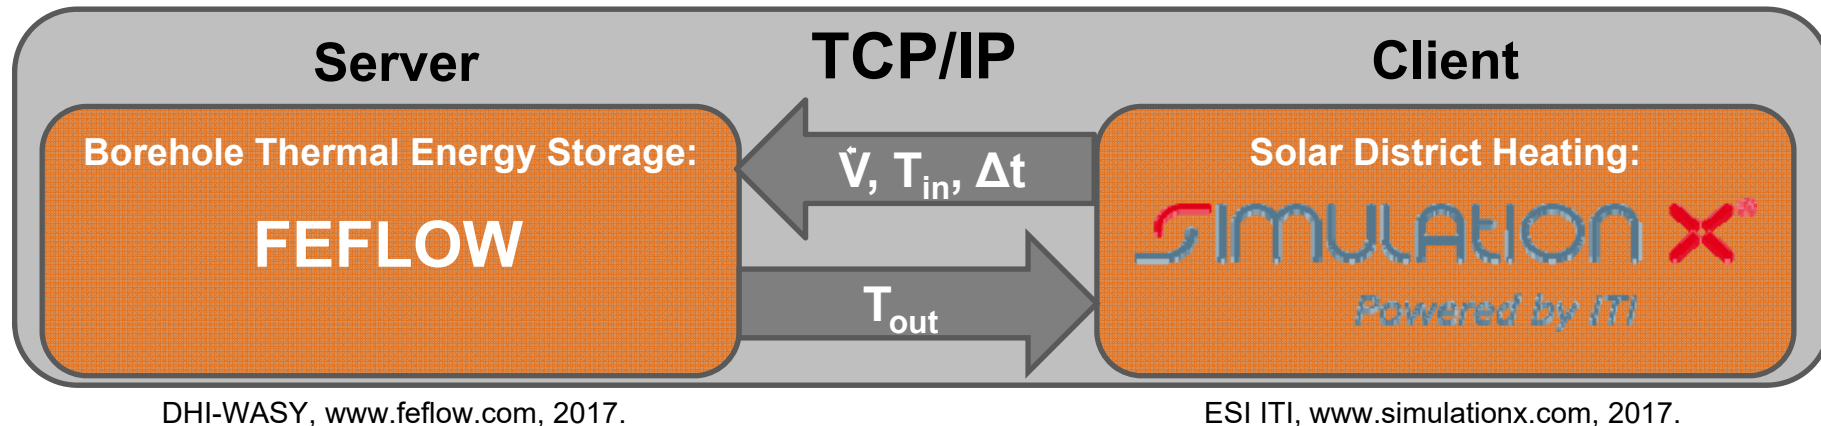 Server
TCP/IP
Client
Borehole Thermal Energy Storage:
FEFLOW
V̇, Tin, Δt
Tout
Solar District Heating:
SIMULATION X®
Powered by ITI
DHI-WASY, www.feflow.com, 2017.
ESI ITI, www.simulationx.com, 2017.